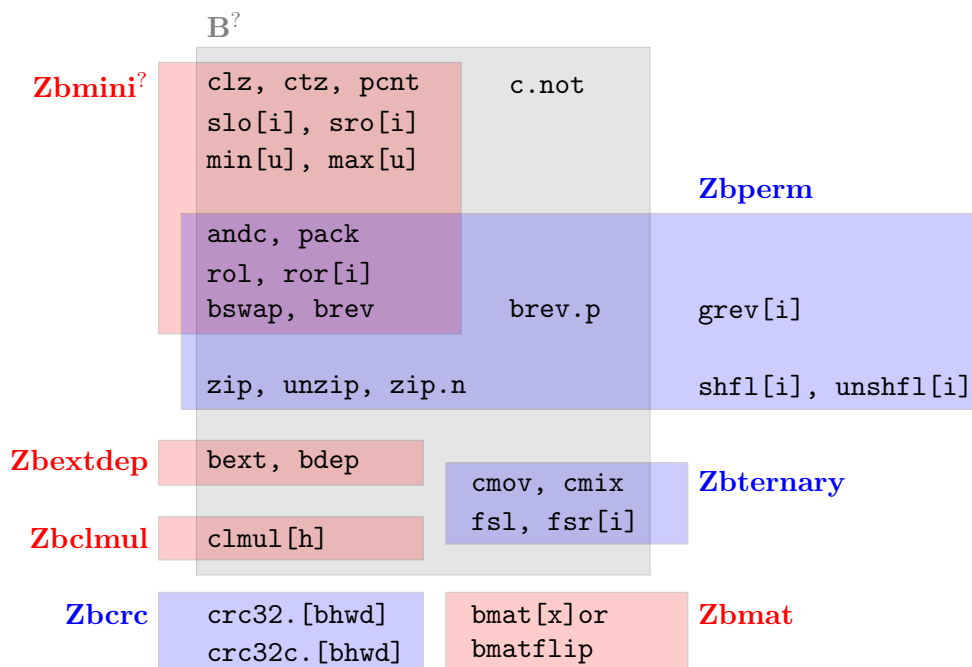 B?
Zbmini? clz, ctz, pcnt c.not
slo[i], sro[i]
min[u], max[u]
Zbperm
andc, pack
rol, ror[i]
bswap, brev brev.p grev[i]
zip, unzip, zip.n shfl[i], unshfl[i]
Zbextdep bext, bdep
cmov, cmix Zbternary
fsl, fsr[i]
Zbclmul clmul[h]
Zbcrc crc32.[bhwd] bmat[x]or Zbmat
crc32c.[bhwd] bmatflip